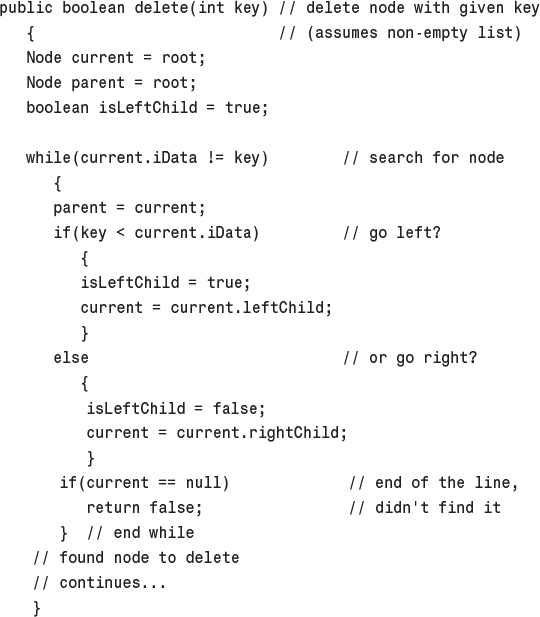 public boolean delete(int key) // delete node with given key
{ // (assumes non-empty list)
Node current = root;
Node parent = root;
boolean isLeftChild = true;
while(current.iData != key) // search for node
{
parent = current;
if(key < current.iData) // go left?
{
isLeftChild = true;
current = current.leftChild;
}
else // or go right?
{
isLeftChild = false;
current = current.rightChild;
}
if(current == null) // end of the line,
return false; // didn't find it
} // end while
// found node to delete
// continues...
}